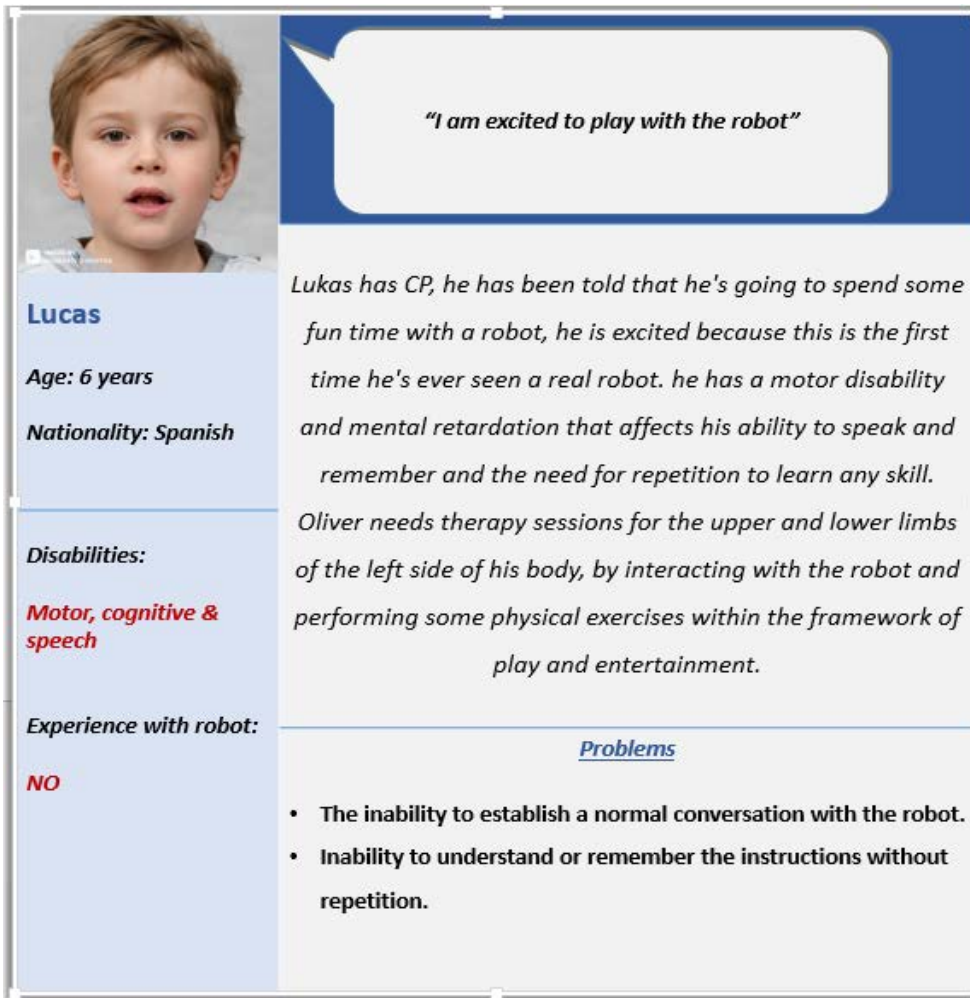 “I am excited to play with the robot”
Lucas
Age: 6 years
Nationality: Spanish
Disabilities:
Motor, cognitive &
speech
Experience with robot:
NO
Lukas has CP, he has been told that he's going to spend some
fun time with a robot, he is excited because this is the first
time he's ever seen a real robot. he has a motor disability
and mental retardation that affects his ability to speak and
remember and the need for repetition to learn any skill.
Oliver needs therapy sessions for the upper and lower limbs
of the left side of his body, by interacting with the robot and
performing some physical exercises within the framework of
play and entertainment.
Problems
• The inability to establish a normal conversation with the robot.
• Inability to understand or remember the instructions without
repetition.